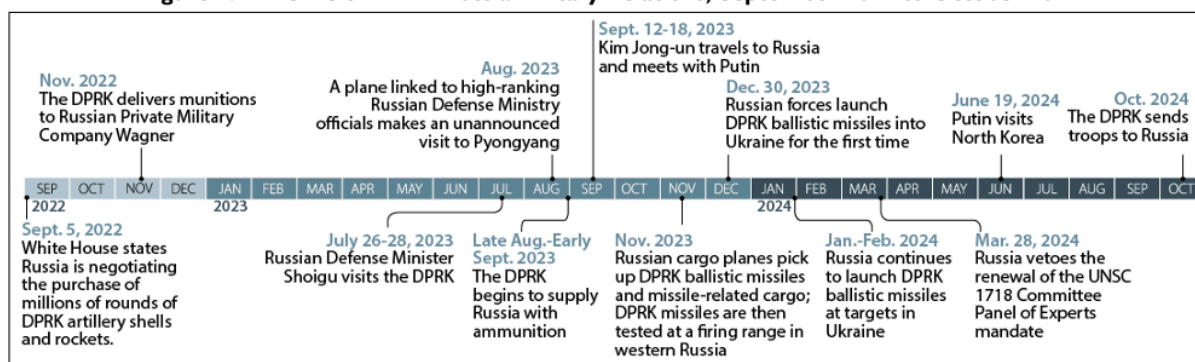 Nov. 2022
The DPRK delivers munitions
to Russian Private Military
Company Wagner
Aug. 2023
A plane linked to high-ranking
Russian Defense Ministry
officials makes an unannounced
visit to Pyongyang
Sept. 12-18, 2023
Kim Jong-un travels to Russia
and meets with Putin
Dec. 30, 2023
Russian forces launch
DPRK ballistic missiles into
Ukraine for the first time
June 19, 2024
Putin visits
North Korea
Oct. 2024
The DPRK sends
troops to Russia
SEP OCT NOV DEC JAN FEB MAR APR MAY JUN JUL AUG SEP OCT NOV DEC JAN FEB MAR APR MAY JUN JUL AUG SEP OCT
2022 2023 2024
Sept. 5, 2022
White House states
Russia is negotiating
the purchase of
millions of rounds of
DPRK artillery shells
and rockets.
July 26-28, 2023
Russian Defense Minister
Shoigu visits the DPRK
Late Aug.-Early
Sept. 2023
The DPRK
begins to supply
Russia with
ammunition
Nov. 2023
Russian cargo planes pick
up DPRK ballistic missiles
and missile-related cargo;
DPRK missiles are then
tested at a firing range in
western Russia
Jan.-Feb. 2024
Russia continues
to launch DPRK
ballistic missiles
at targets in
Ukraine
Mar. 28, 2024
Russia vetoes the
renewal of the UNSC
1718 Committee
Panel of Experts
mandate